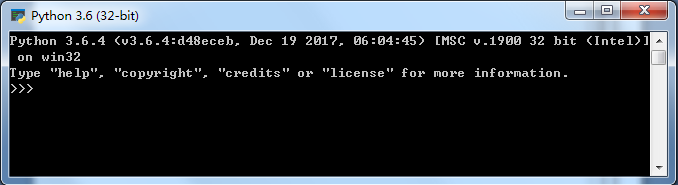 Python 3.6 (32-bit)
Python 3.6.4 (v3.6.4:d48eceb, Dec 19 2017, 06:04:45) [MSC v.1900 32 bit (Intel)]
 on win32
Type "help", "copyright", "credits" or "license" for more information.
>>>